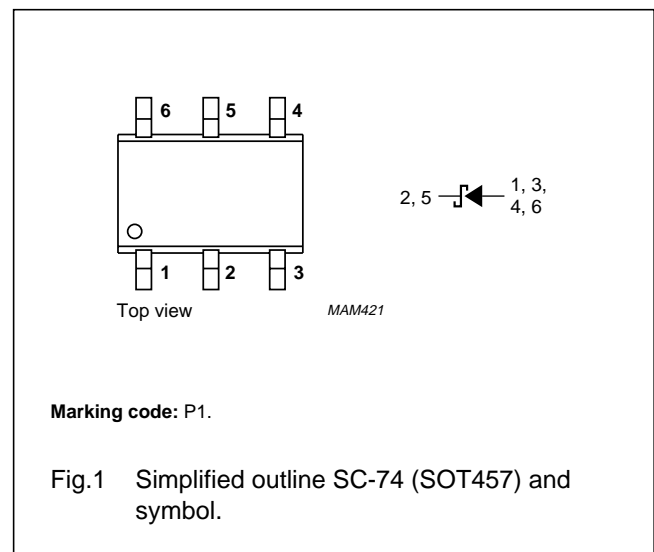 6 5 4
2, 5
1, 3,
4, 6
1 2 3
Top view
MAM421
Marking code: P1.
Fig.1 Simplified outline SC-74 (SOT457) and
symbol.